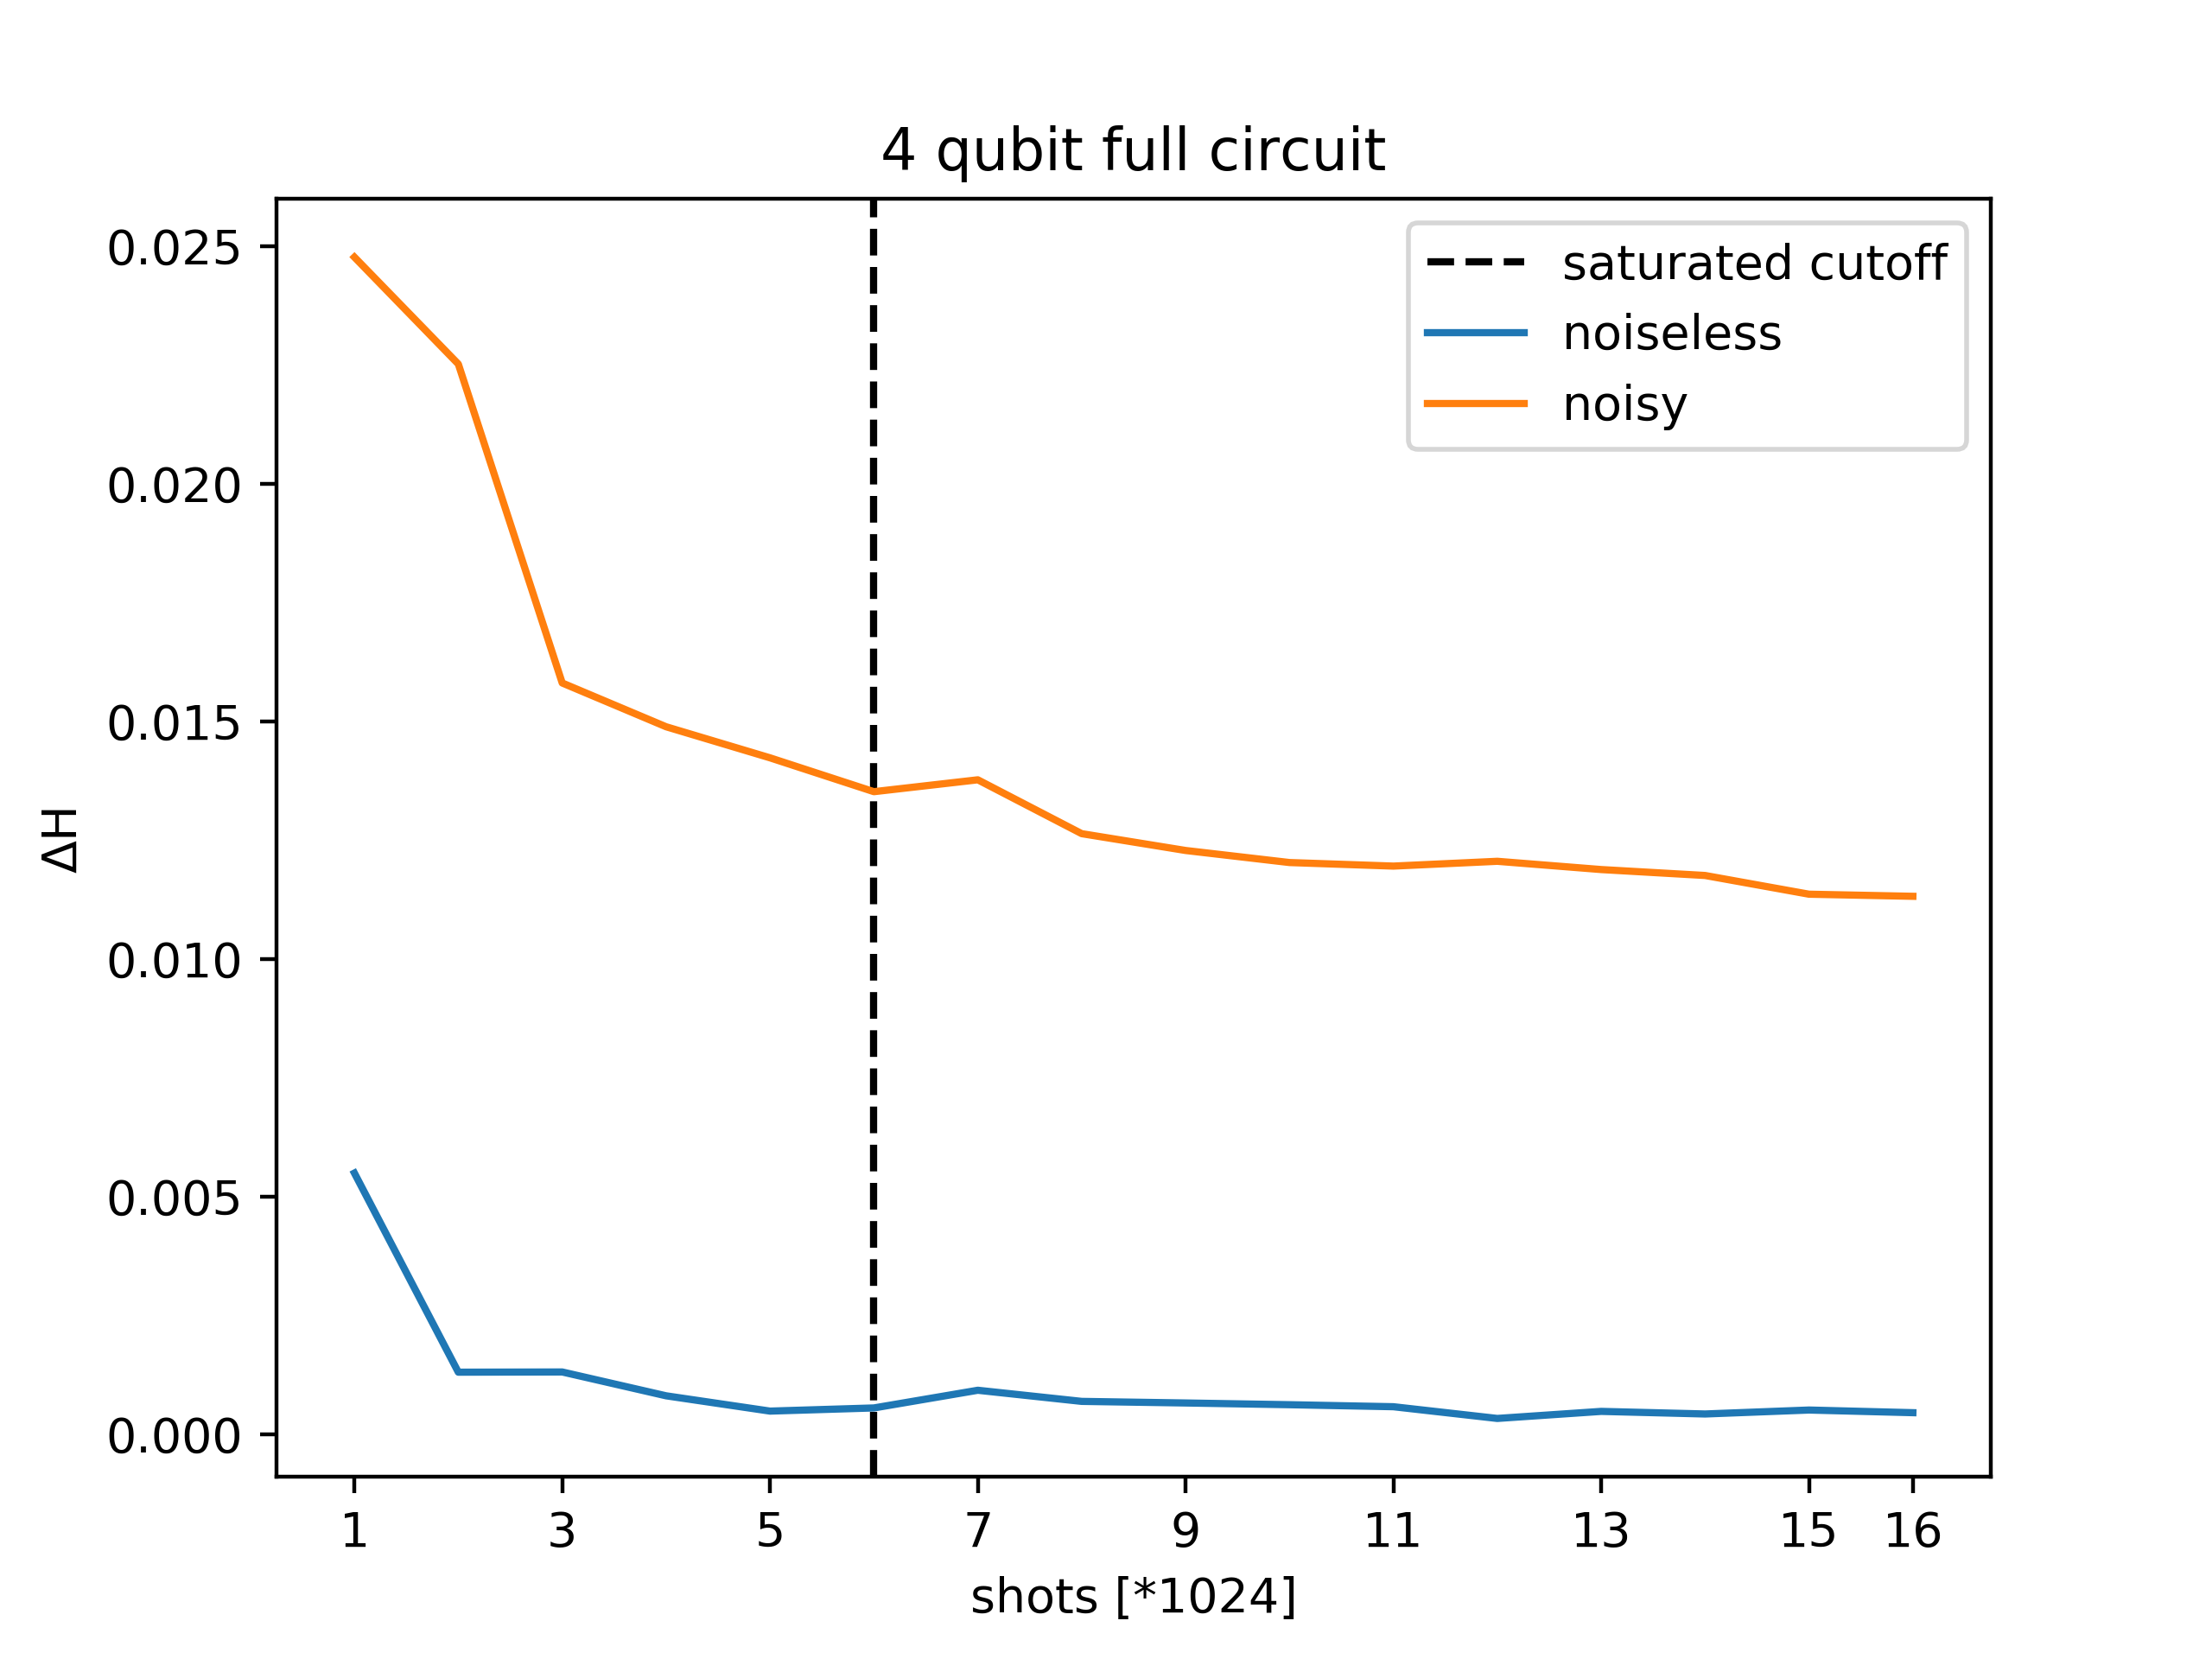 4 qubit full circuit
saturated cutoff
noiseless
noisy
0.025
0.020
0.015
0.010
0.005
0.000
ΔH
1 3 5 7 9 11 13 15 16
shots [*1024]